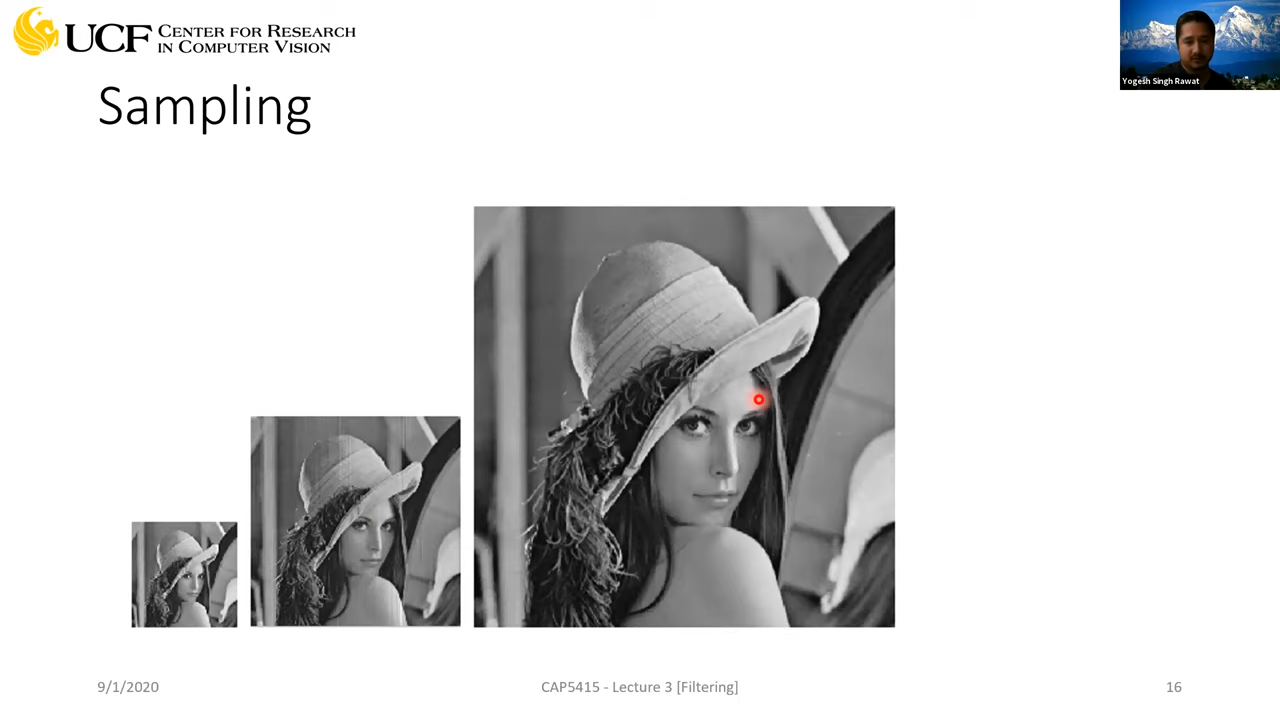 UCF CENTER FOR RESEARCH
IN COMPUTER VISION
Yogesh Singh Rawat
Sampling
9/1/2020
CAP5415 - Lecture 3 [Filtering]
16